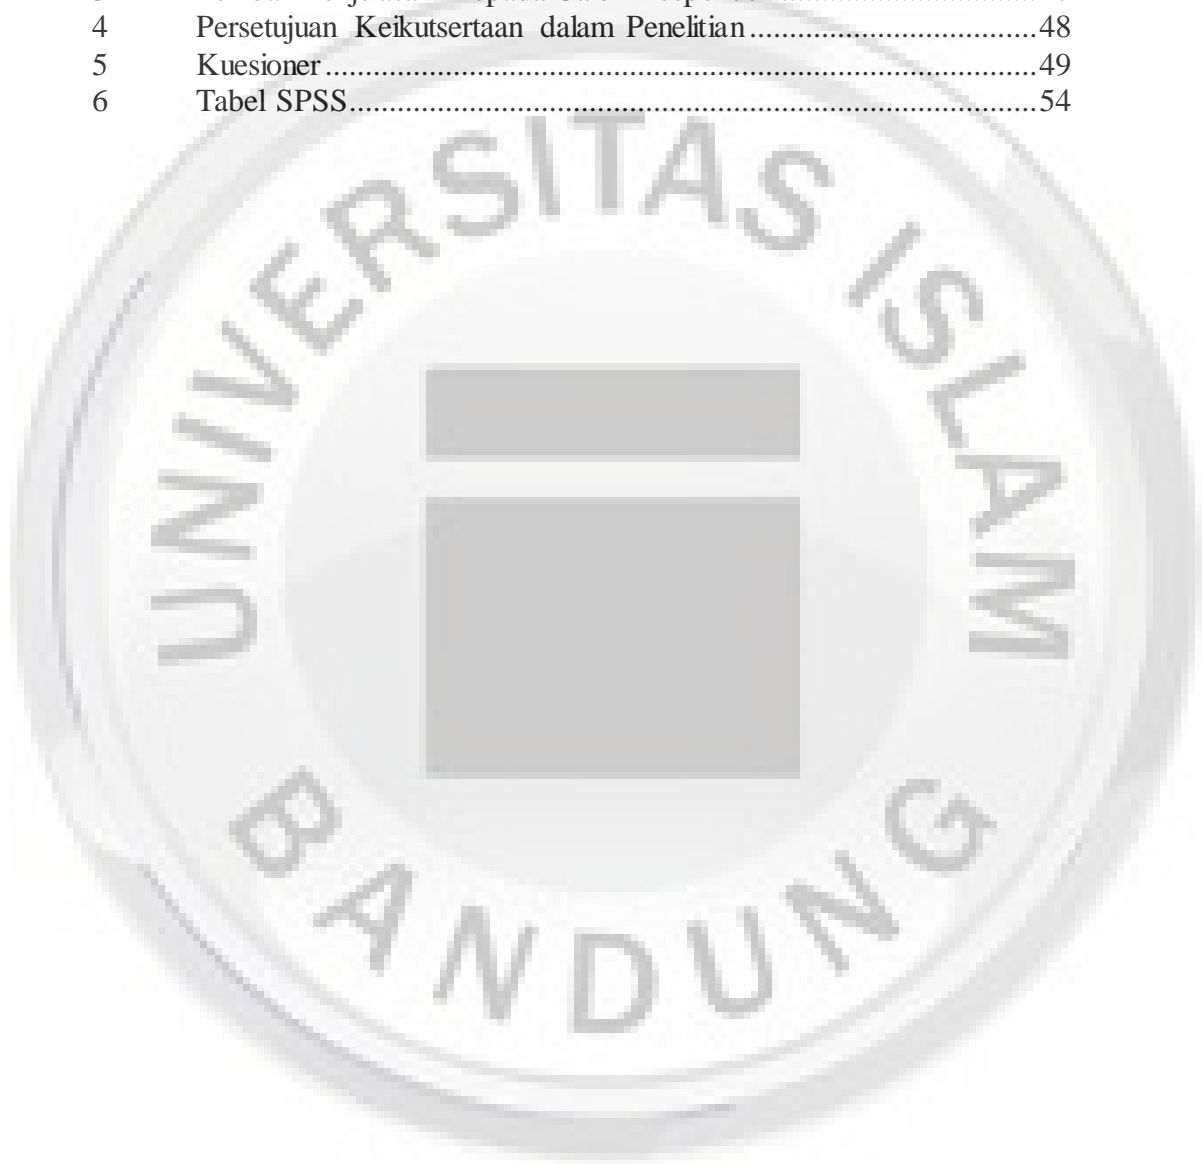 4 Persetujuan Keikutsertaan dalam Penelitian....................................48
5 Kuesioner.........................................................................................49
6 Tabel SPSS......................................................................................54
UNIVERSITAS ISLAM
BANDUNG